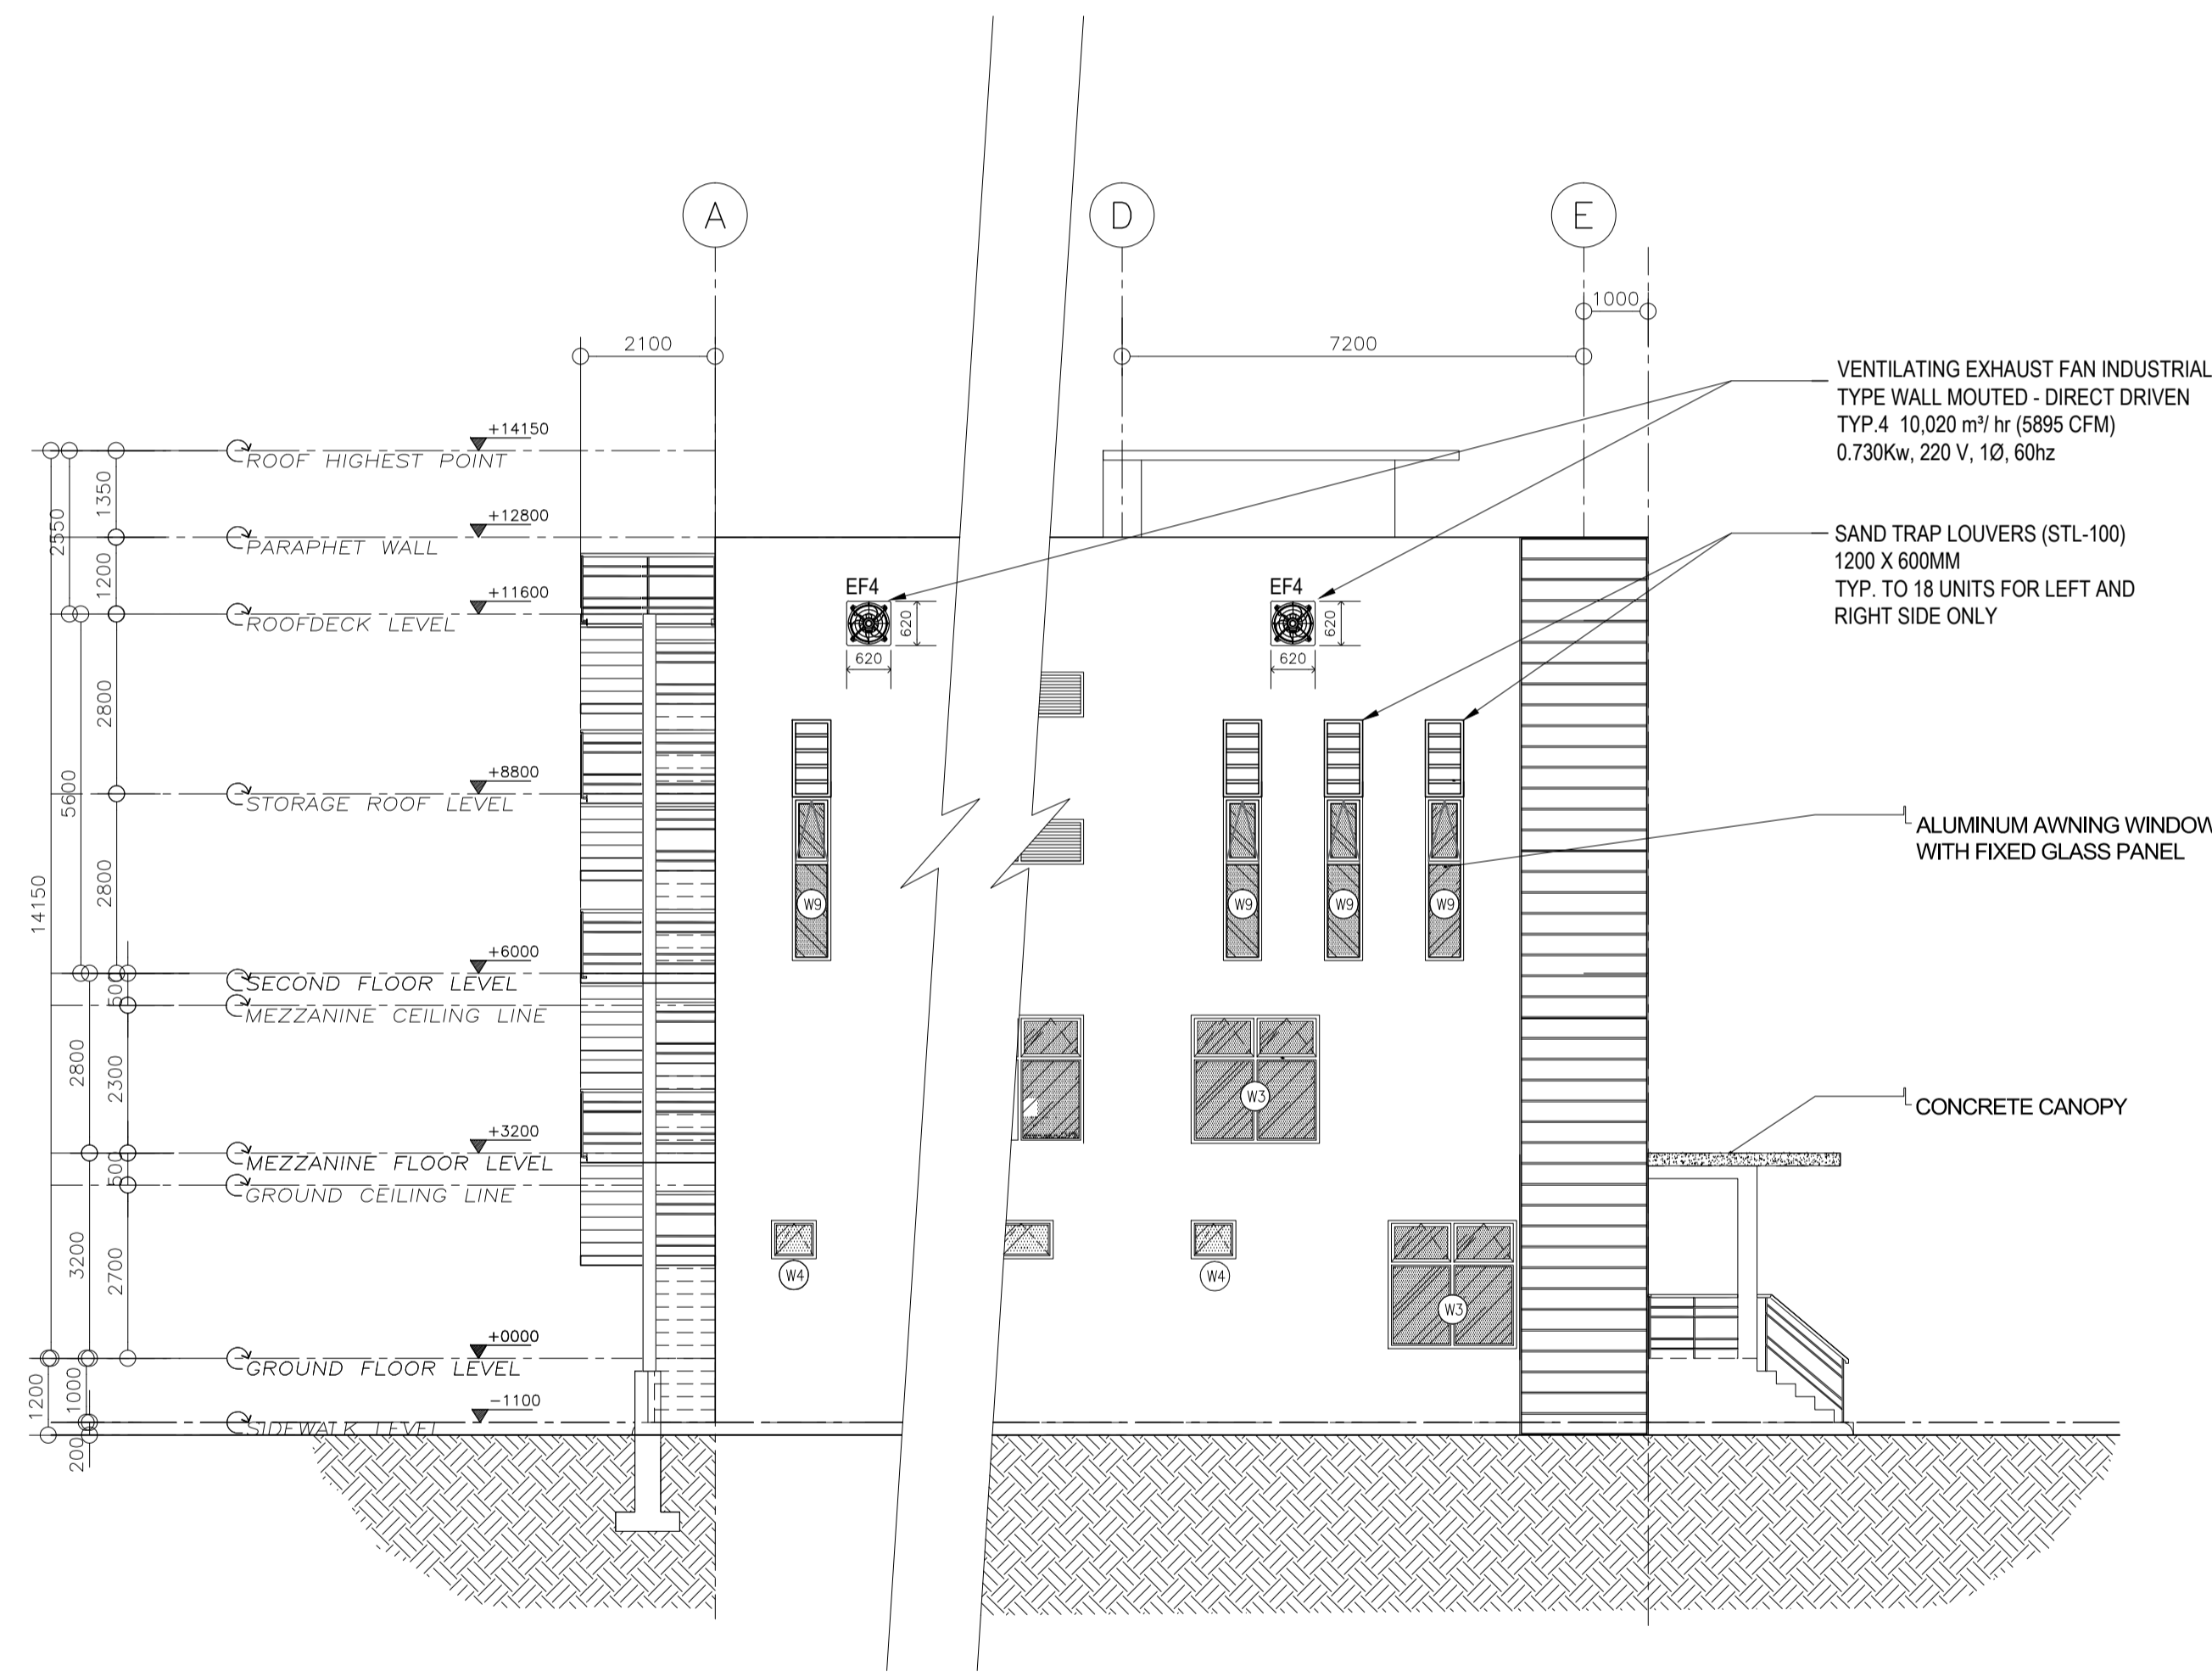 A
D
E
1000
2100
7200
VENTILATING EXHAUST FAN INDUSTRIAL
TYPE WALL MOUTED - DIRECT DRIVEN
TYP.4 10,020 m³/ hr (5895 CFM)
0.730Kw, 220 V, 1Ø, 60hz
+14150
ROOF HIGHEST POINT
1350
2550
+12800
PARAPHET WALL
SAND TRAP LOUVERS (STL-100)
1200 X 600MM
TYP. TO 18 UNITS FOR LEFT AND
RIGHT SIDE ONLY
1200
EF4
EF4
+11600
ROOFDECK LEVEL
620
620
620
620
2800
5600
+8800
STORAGE ROOF LEVEL
ALUMINUM AWNING WINDOW
WITH FIXED GLASS PANEL
2800
14150
W9
W9
W9
W9
+6000
SECOND FLOOR LEVEL
500
MEZZANINE CEILING LINE
2800
2300
W3
CONCRETE CANOPY
+3200
MEZZANINE FLOOR LEVEL
500
GROUND CEILING LINE
3200
2700
W4
W4
W3
+0000
GROUND FLOOR LEVEL
1200
1000
-1100
SIDEWALK LEVEL
200